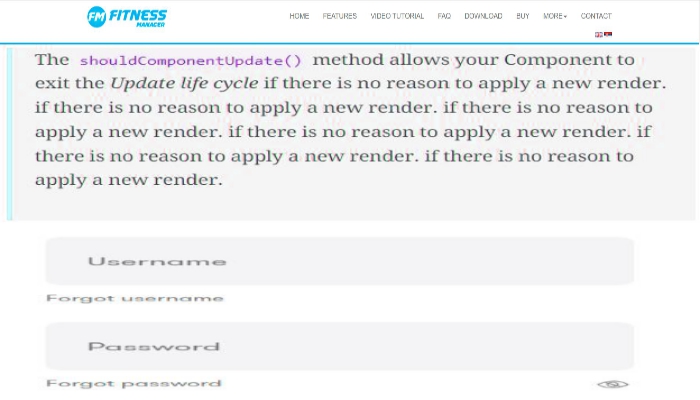 FM FITNESS
MANAGER
HOME FEATURES VIDEO TUTORIAL FAQ DOWNLOAD BUY MORE CONTACT
The shouldComponentUpdate() method allows your Component to
exit the Update life cycle if there is no reason to apply a new render.
if there is no reason to apply a new render. if there is no reason to
apply a new render. if there is no reason to apply a new render. if
there is no reason to apply a new render. if there is no reason to
apply a new render.
Username
Forgot username
Password
Forgot password